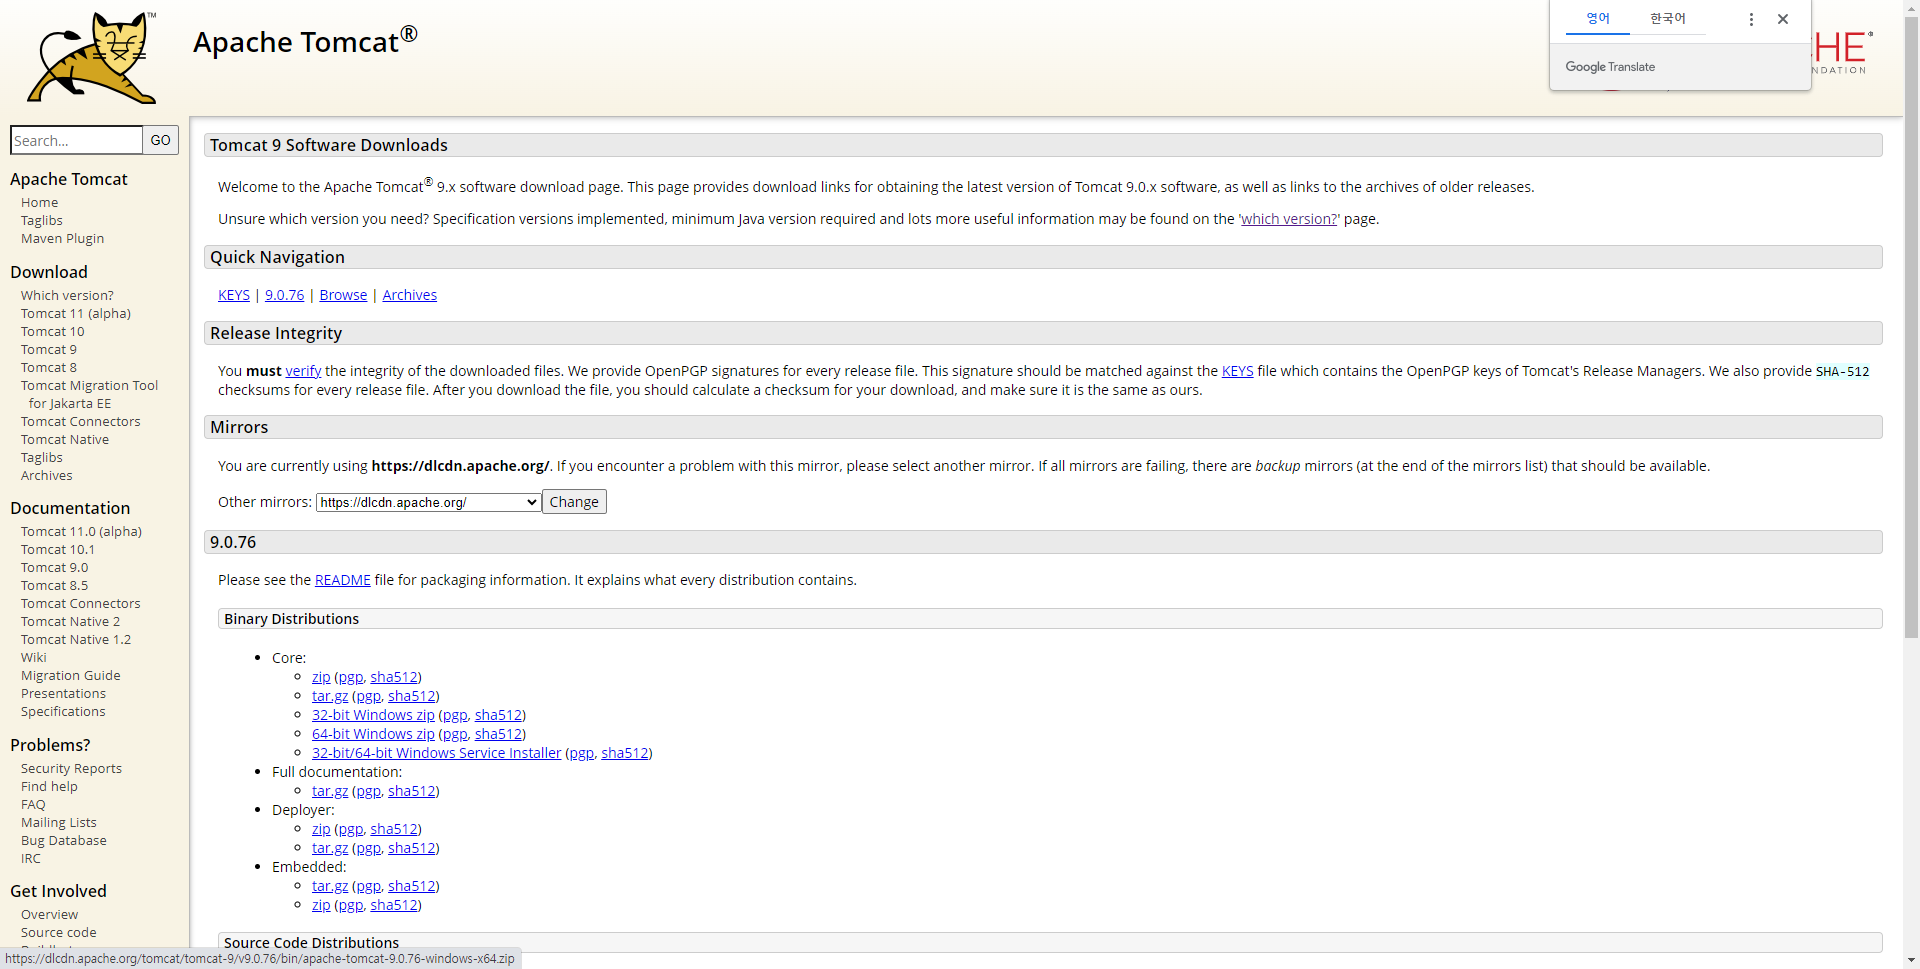 TM
Apache Tomcat®
영어 한국어
Google Translate
HE
NDATION
Search... GO
Apache Tomcat
Home
Taglibs
Maven Plugin
Download
Which version?
Tomcat 11 (alpha)
Tomcat 10
Tomcat 9
Tomcat 8
Tomcat Migration Tool
for Jakarta EE
Tomcat Connectors
Tomcat Native
Taglibs
Archives
Documentation
Tomcat 11.0 (alpha)
Tomcat 10.1
Tomcat 9.0
Tomcat 8.5
Tomcat Connectors
Tomcat Native 2
Tomcat Native 1.2
Wiki
Migration Guide
Presentations
Specifications
Problems?
Security Reports
Find help
FAQ
Mailing Lists
Bug Database
IRC
Get Involved
Overview
Source code
Tomcat 9 Software Downloads
Welcome to the Apache Tomcat® 9.x software download page. This page provides download links for obtaining the latest version of Tomcat 9.0.x software, as well as links to the archives of older releases.
Unsure which version you need? Specification versions implemented, minimum Java version required and lots more useful information may be found on the 'which version?' page.
Quick Navigation
KEYS | 9.0.76 | Browse | Archives
Release Integrity
You must verify the integrity of the downloaded files. We provide OpenPGP signatures for every release file. This signature should be matched against the KEYS file which contains the OpenPGP keys of Tomcat's Release Managers. We also provide SHA-512
checksums for every release file. After you download the file, you should calculate a checksum for your download, and make sure it is the same as ours.
Mirrors
You are currently using https://dlcdn.apache.org/. If you encounter a problem with this mirror, please select another mirror. If all mirrors are failing, there are backup mirrors (at the end of the mirrors list) that should be available.
Other mirrors: https://dlcdn.apache.org/ Change
9.0.76
Please see the README file for packaging information. It explains what every distribution contains.
Binary Distributions
• Core:
zip (pgp, sha512)
tar.gz (pgp, sha512)
32-bit Windows zip (pgp, sha512)
64-bit Windows zip (pgp, sha512)
32-bit/64-bit Windows Service Installer (pgp, sha512)
• Full documentation:
tar.gz (pgp, sha512)
• Deployer:
zip (pgp, sha512)
tar.gz (pgp, sha512)
• Embedded:
tar.gz (pgp, sha512)
zip (pgp, sha512)
Source Code Distributions
https://dlcdn.apache.org/tomcat/tomcat-9/v9.0.76/bin/apache-tomcat-9.0.76-windows-x64.zip